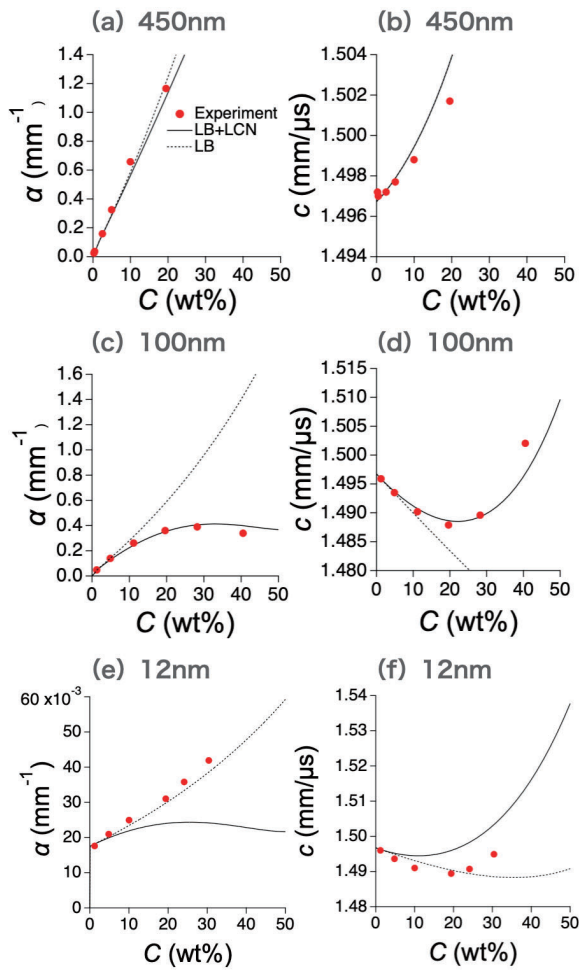 (a) 450nm
(b) 450nm
1.4
1.2
1.0
0.8
0.6
0.4
0.2
0.0
α (mm⁻¹)
Experiment
LB+LCN
LB
0 10 20 30 40 50
C (wt%)
1.504
1.502
1.500
1.498
1.496
1.494
c (mm/μs)
0 10 20 30 40 50
C (wt%)
(c) 100nm
(d) 100nm
1.6
1.4
1.2
1.0
0.8
0.6
0.4
0.2
0.0
α (mm⁻¹)
0 10 20 30 40 50
C (wt%)
1.515
1.510
1.505
1.500
1.495
1.490
1.485
1.480
c (mm/μs)
0 10 20 30 40 50
C (wt%)
(e) 12nm
(f) 12nm
60 x10⁻³
50
40
30
20
10
0
α (mm⁻¹)
0 10 20 30 40 50
C (wt%)
1.54
1.53
1.52
1.51
1.50
1.49
1.48
c (mm/μs)
0 10 20 30 40 50
C (wt%)